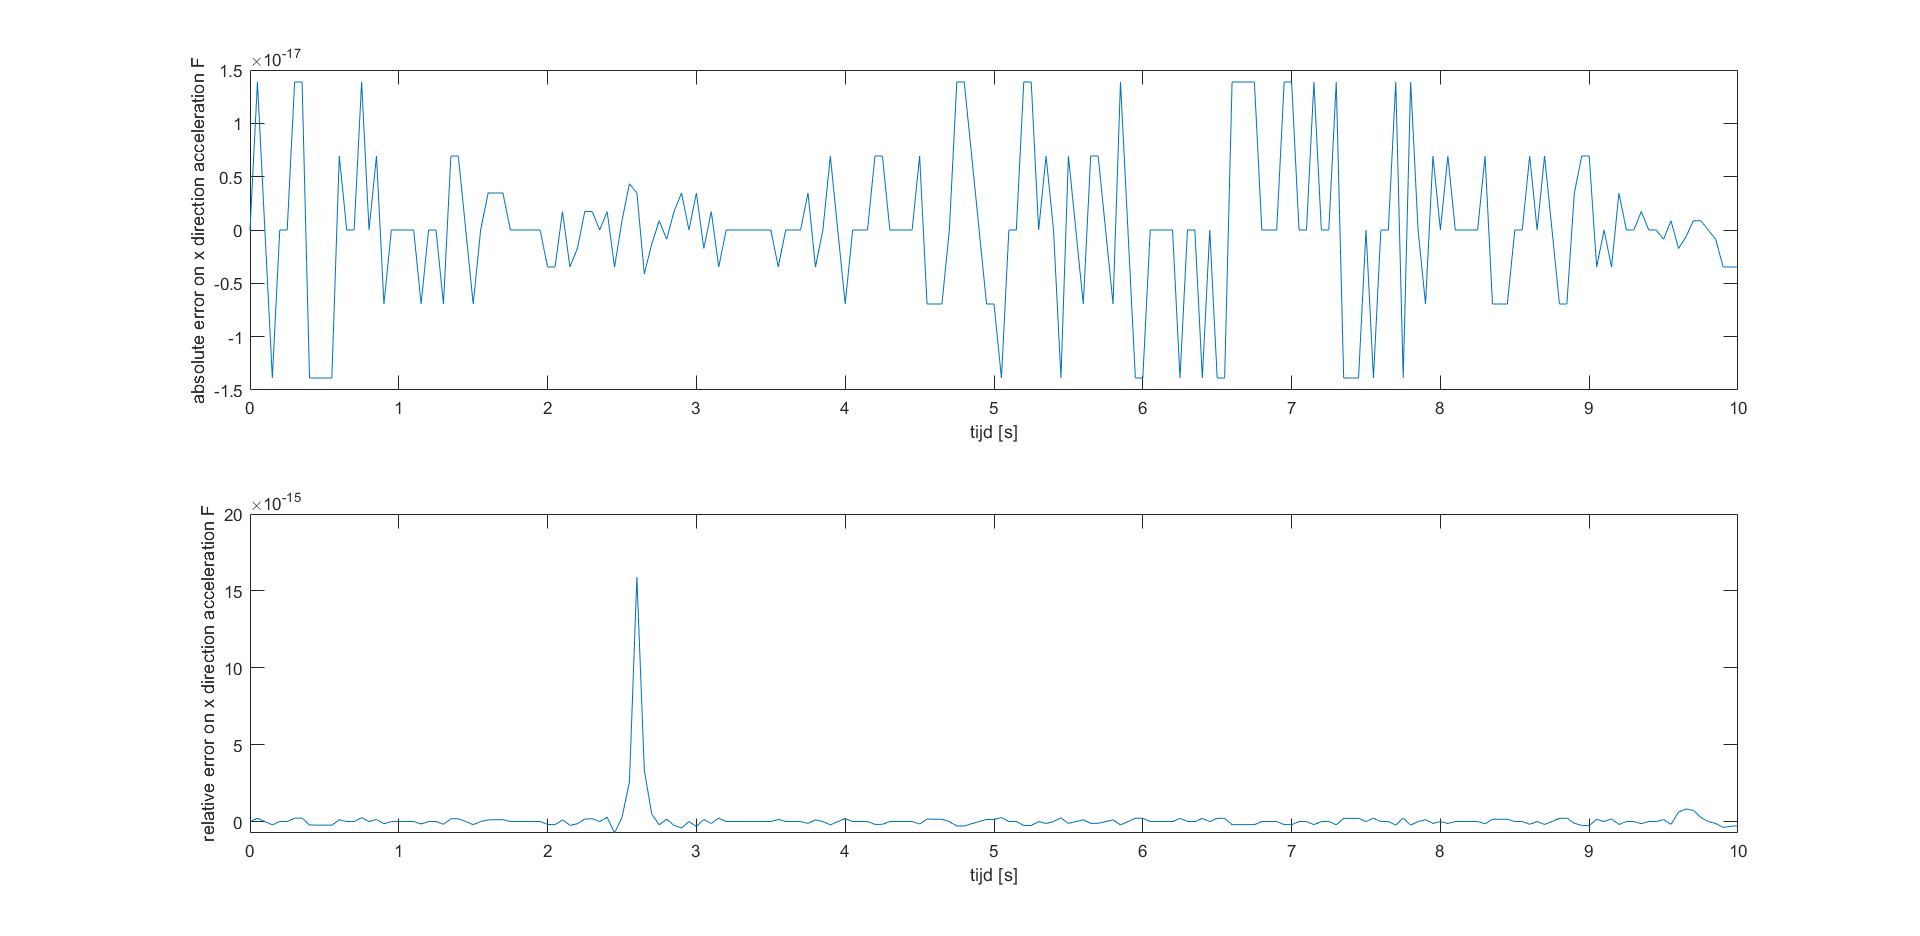 ×10-17
1.5
1
0.5
0
-0.5
-1
-1.5
absolute error on x direction acceleration F
0 1 2 3 4 5 6 7 8 9 10
tijd [s]
×10-15
20
15
10
5
0
relative error on x direction acceleration F
0 1 2 3 4 5 6 7 8 9 10
tijd [s]